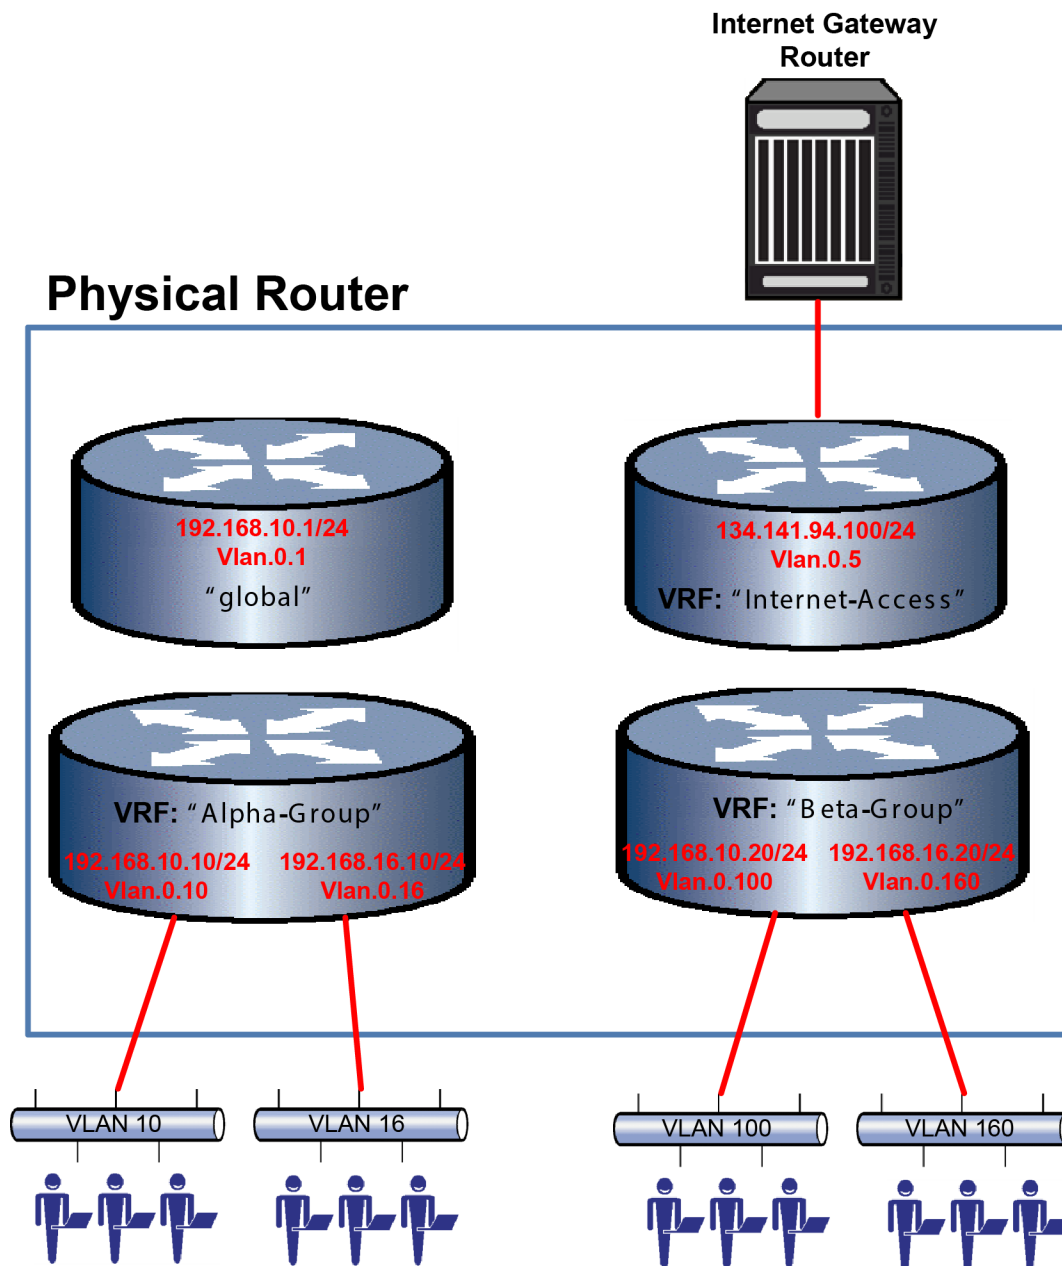 Internet Gateway
Router
Physical Router
192.168.10.1/24
Vlan.0.1
“global”
134.141.94.100/24
Vlan.0.5
VRF: “Internet-Access”
VRF: “Alpha-Group”
192.168.10.10/24 192.168.16.10/24
Vlan.0.10 Vlan.0.16
VRF: “Beta-Group”
192.168.10.20/24 192.168.16.20/24
Vlan.0.100 Vlan.0.160
VLAN 10
VLAN 16
VLAN 100
VLAN 160